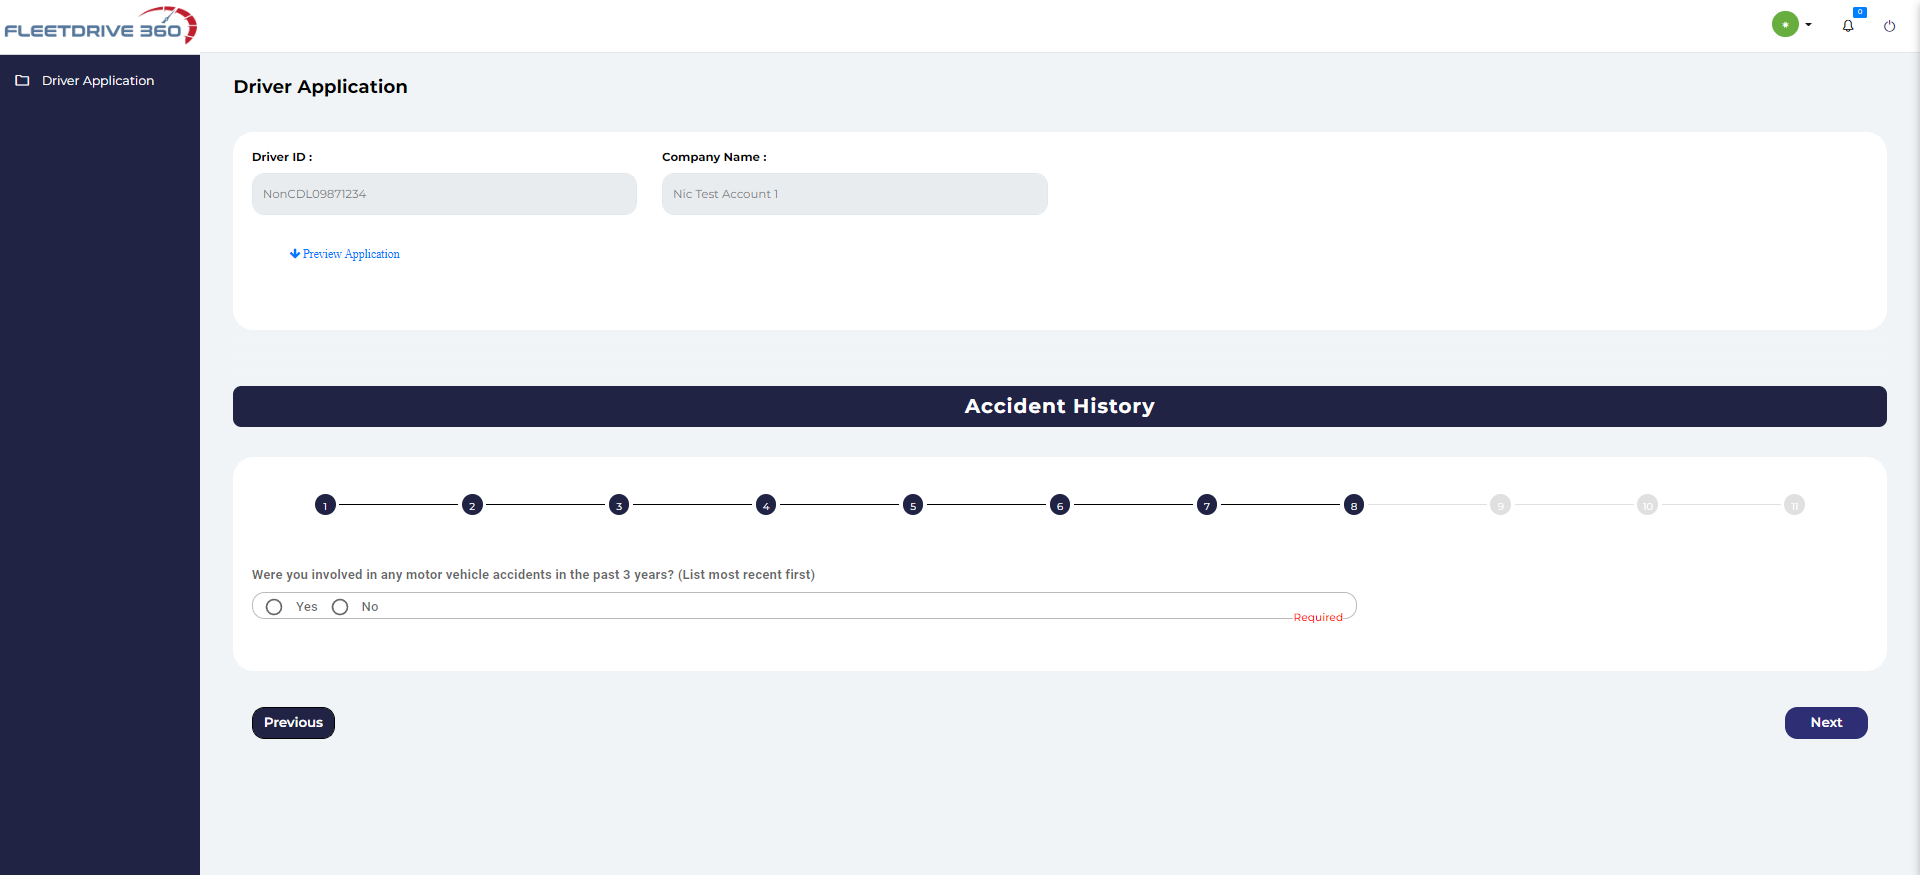 FLEETDRIVE 360
0
Driver Application
Driver Application
Driver ID :
Company Name :
NonCDL09871234
Nic Test Account 1
Preview Application
Accident History
1 2 3 4 5 6 7 8 9 10 11
Were you involved in any motor vehicle accidents in the past 3 years? (List most recent first)
Yes No
Required
Previous
Next